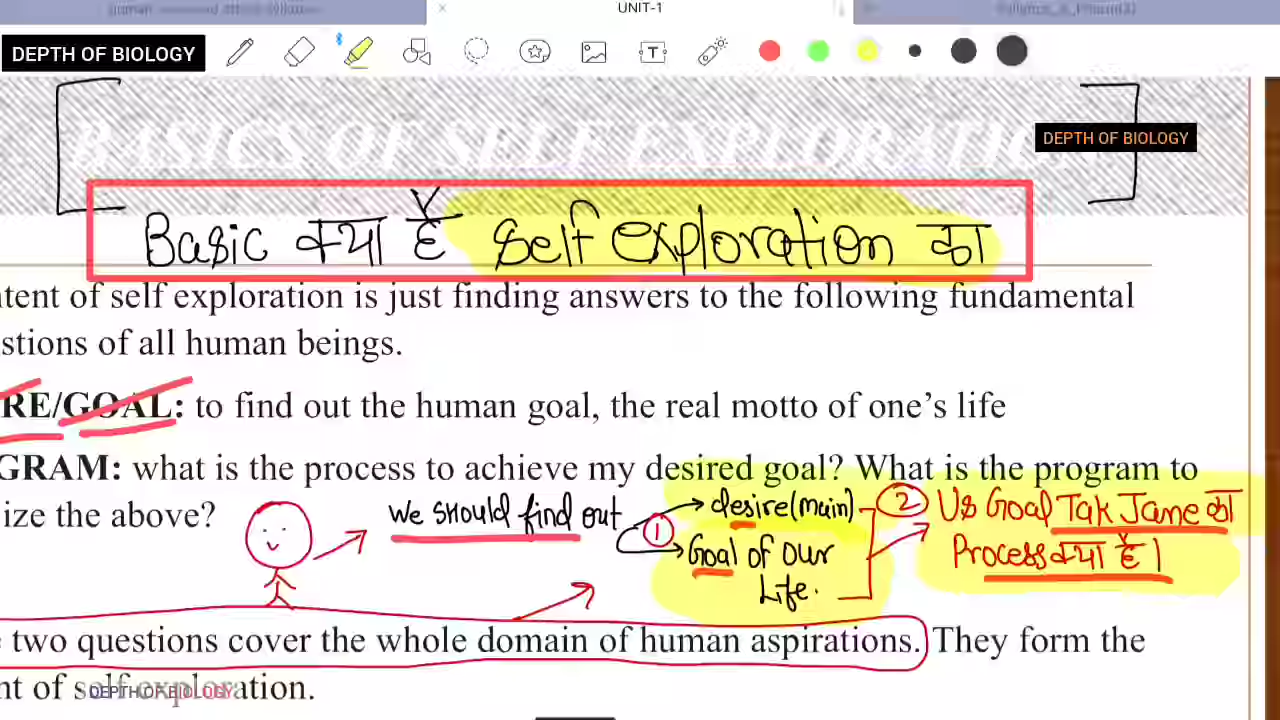 UNIT-1
DEPTH OF BIOLOGY
BASICS OF SELF EXPLORATION
DEPTH OF BIOLOGY
Basic क्या है Self exploration का
ntent of self exploration is just finding answers to the following fundamental
stions of all human beings.
RE/GOAL: to find out the human goal, the real motto of one's life
GRAM: what is the process to achieve my desired goal? What is the program to
ize the above?
we should find out
1
desire(main)
Goal of our
Life.
2 Us Goal Tak Jane का
Process क्या है।
e two questions cover the whole domain of human aspirations. They form the
nt of self exploration.
DEPTH OF BIOLOGY